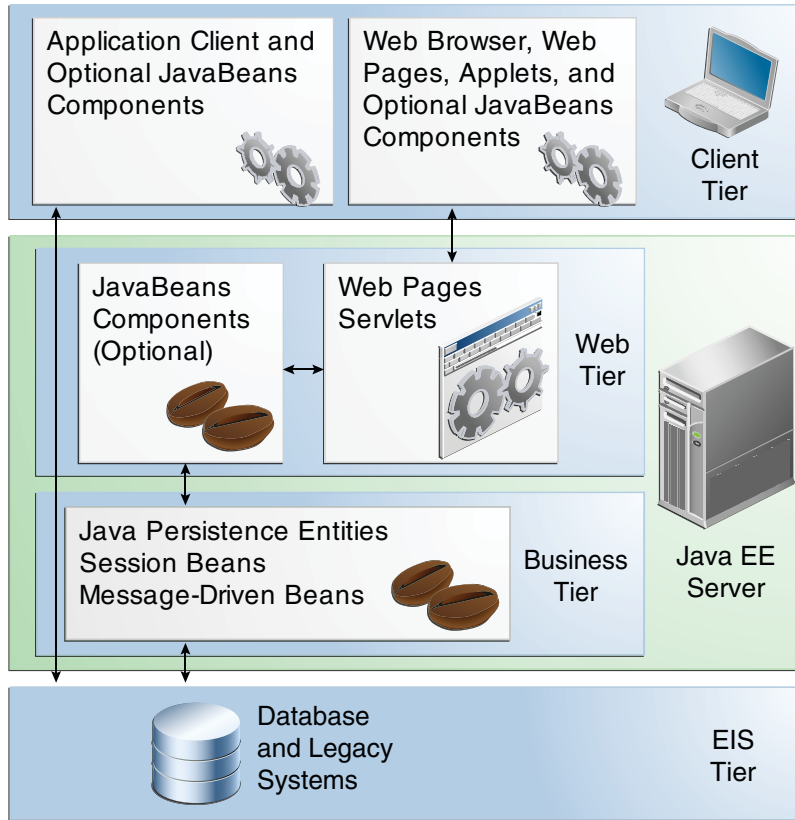 Application Client and
Optional JavaBeans
Components
Web Browser, Web
Pages, Applets, and
Optional JavaBeans
Components
Client
Tier
JavaBeans
Components
(Optional)
Web Pages
Servlets
Web
Tier
Java Persistence Entities
Session Beans
Message-Driven Beans
Business
Tier
Java EE
Server
Database
and Legacy
Systems
EIS
Tier